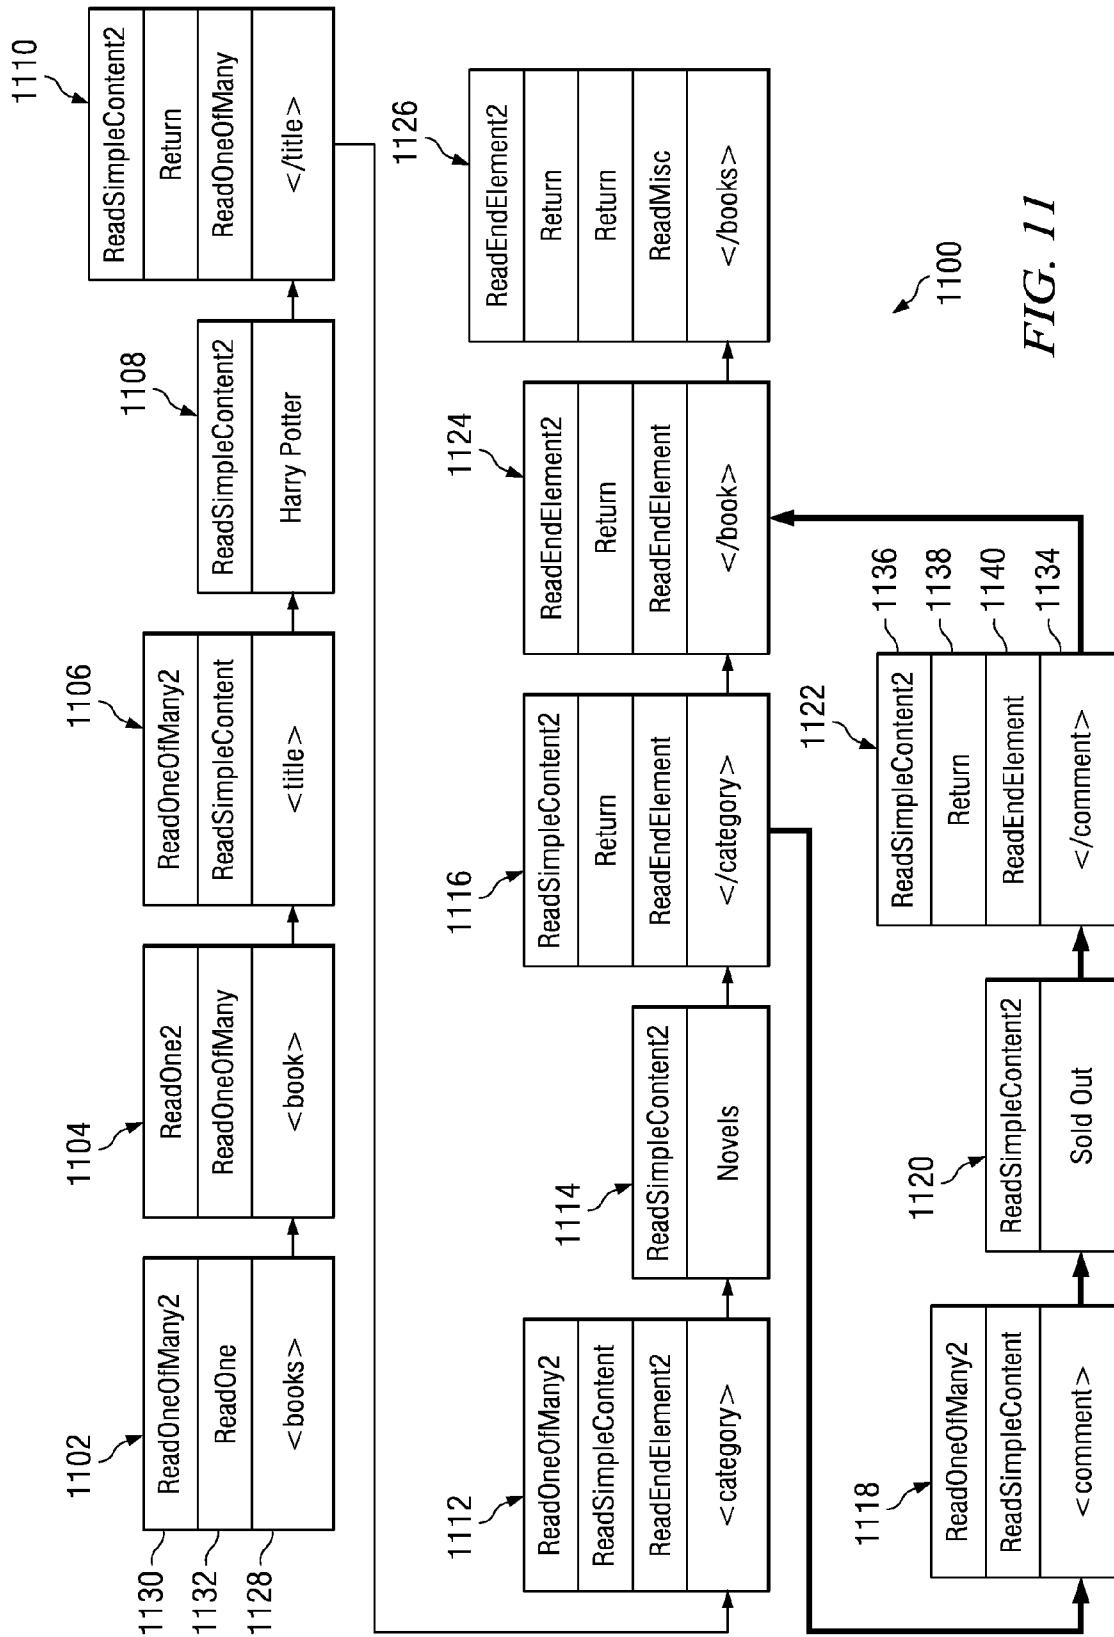 1102
ReadOneOfMany2
ReadOne
<books>
1130
1132
1128
1104
ReadOne2
ReadOneOfMany
<book>
1106
ReadOneOfMany2
ReadSimpleContent
<title>
1108
ReadSimpleContent2
Harry Potter
1110
ReadSimpleContent2
Return
ReadOneOfMany
</title>
1112
ReadOneOfMany2
ReadSimpleContent
ReadEndElement2
<category>
1114
ReadSimpleContent2
Novels
1116
ReadSimpleContent2
Return
ReadEndElement
</category>
1124
ReadEndElement2
Return
ReadEndElement
</book>
1126
ReadEndElement2
Return
Return
ReadMisc
</books>
1118
ReadOneOfMany2
ReadSimpleContent
<comment>
1120
ReadSimpleContent2
Sold Out
1122
ReadSimpleContent2
Return
ReadEndElement
</comment>
1136
1138
1140
1134
1100
FIG. 11